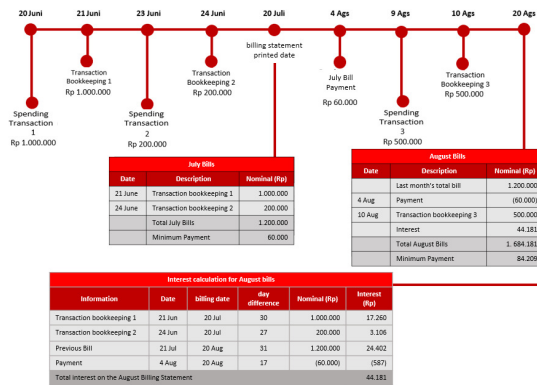 20 Juni 21 Juni 23 Juni 24 Juni 20 Juli 4 Ags 9 Ags 10 Ags 20 Ags
Transaction
Bookkeeping 1
Rp 1.000.000
Transaction
Bookkeeping 2
Rp 200.000
billing statement
printed date
July Bill
Payment
Rp 60.000
Transaction
Bookkeeping 3
Rp 500.000
Spending
Transaction
1
Rp 1.000.000
Spending
Transaction
2
Rp 200.000
Spending
Transaction
3
Rp 500.000
July Bills
Date Description Nominal (Rp)
21 June Transaction bookkeeping 1 1.000.000
24 June Transaction bookkeeping 2 200.000
Total July Bills 1.200.000
Minimum Payment 60.000
August Bills
Date Description Nominal (Rp)
Last month's total bill 1.200.000
4 Aug Payment (60.000)
10 Aug Transaction bookkeeping 3 500.000
Interest 44.181
Total August Bills 1. 684.181
Minimum Payment 84.209
Interest calculation for August bills
Information Date billing date day difference Nominal (Rp) Interest (Rp)
Transaction bookkeeping 1 21 Jun 20 Jul 30 1.000.000 17.260
Transaction bookkeeping 2 24 Jun 20 Jul 27 200.000 3.106
Previous Bill 21 Jul 20 Aug 31 1.200.000 24.402
Payment 4 Aug 20 Aug 17 (60.000) (587)
Total interest on the August Billing Statement 44.181